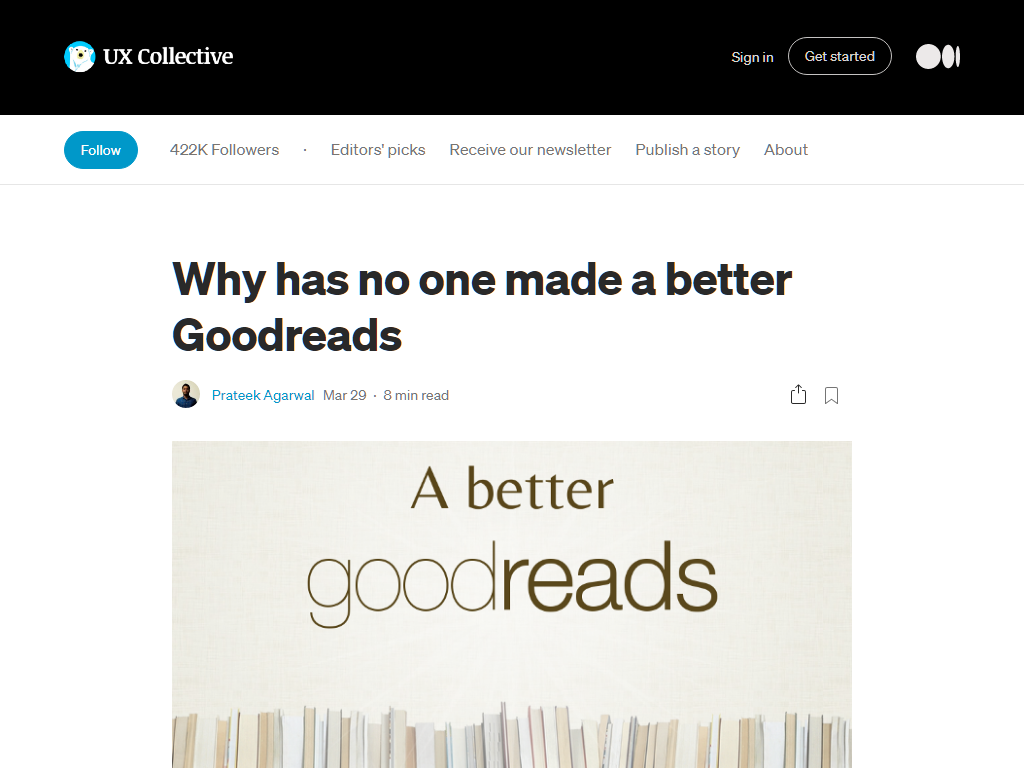 UX Collective
Sign in
Get started
Follow
422K Followers
·
Editors' picks
Receive our newsletter
Publish a story
About
Why has no one made a better
Goodreads
Prateek Agarwal Mar 29 · 8 min read
A better
goodreads